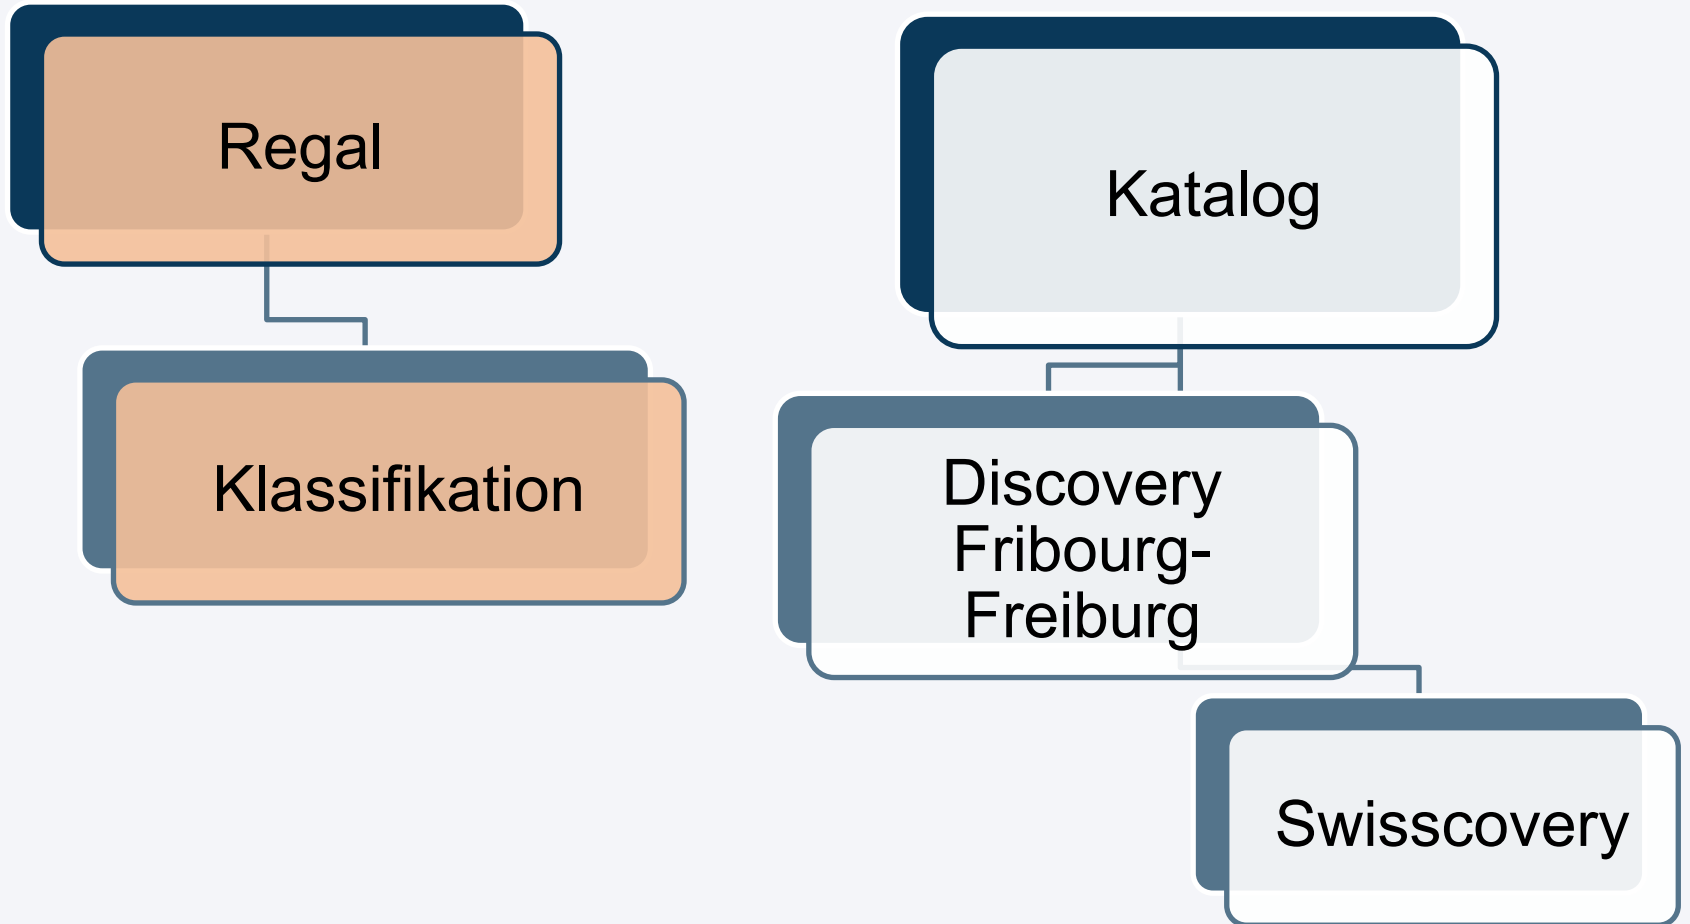 Regal
Klassifikation
Katalog
Discovery
Fribourg-
Freiburg
Swisscovery